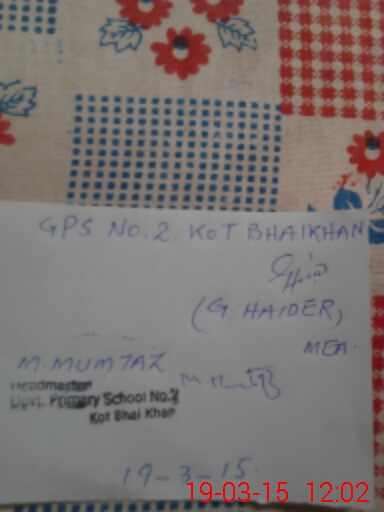 GPS NO. 2. KOT BHAIKHAN
(G. HAIDER,
MEA.
M. MUMTAZ
Headmaster
Govt. Primary School No.2
Kot Bhai Khan
19-3-15.
19-03-15 12:02